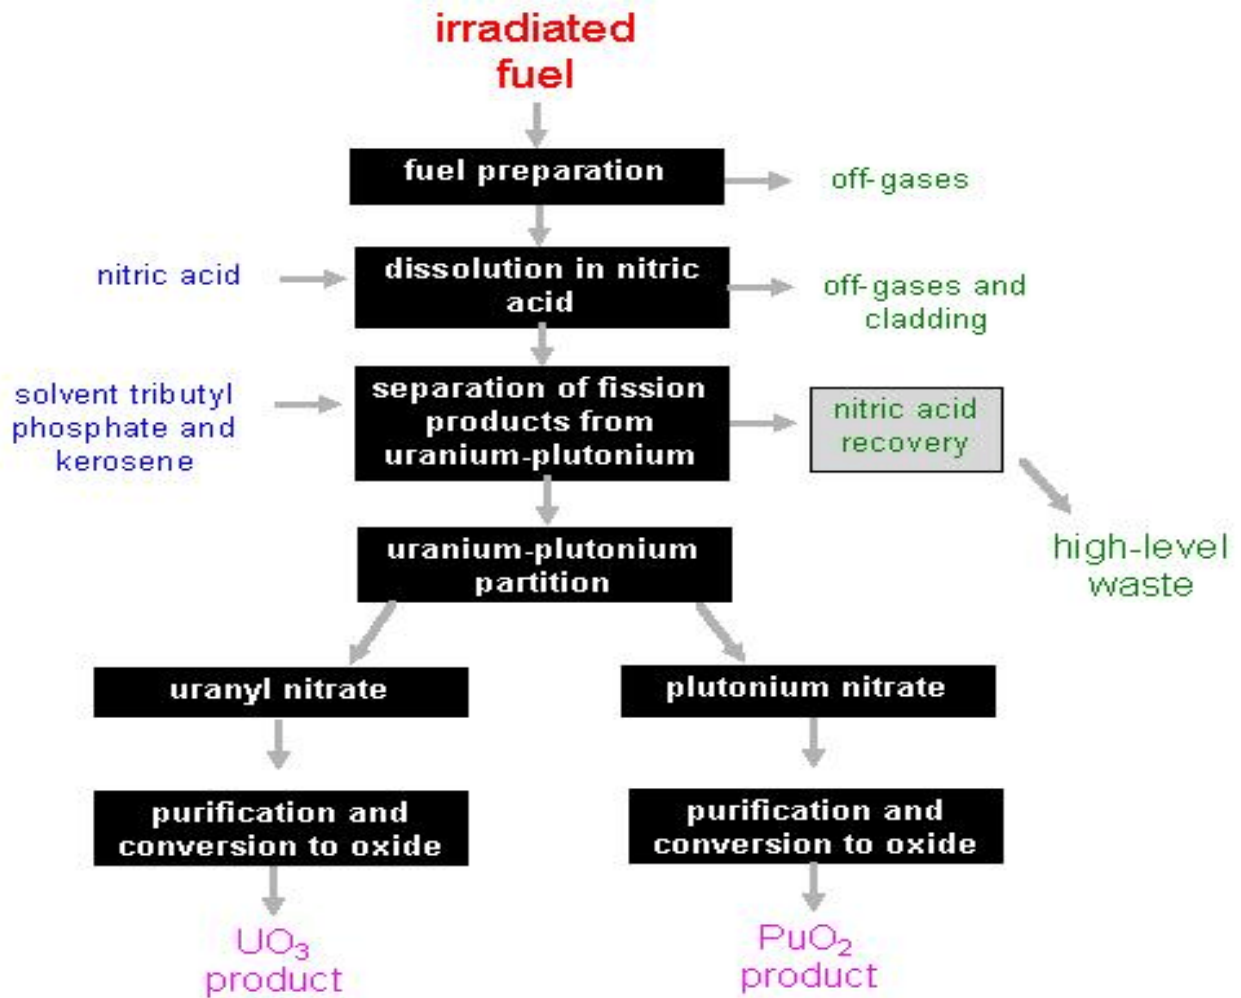 irradiated
fuel
fuel preparation
off-gases
nitric acid
dissolution in nitric
acid
off-gases and
cladding
solvent tributyl
phosphate and
kerosene
separation of fission
products from
uranium-plutonium
nitric acid
recovery
high-level
waste
uranium-plutonium
partition
uranyl nitrate
plutonium nitrate
purification and
conversion to oxide
purification and
conversion to oxide
UO₃
product
PuO₂
product